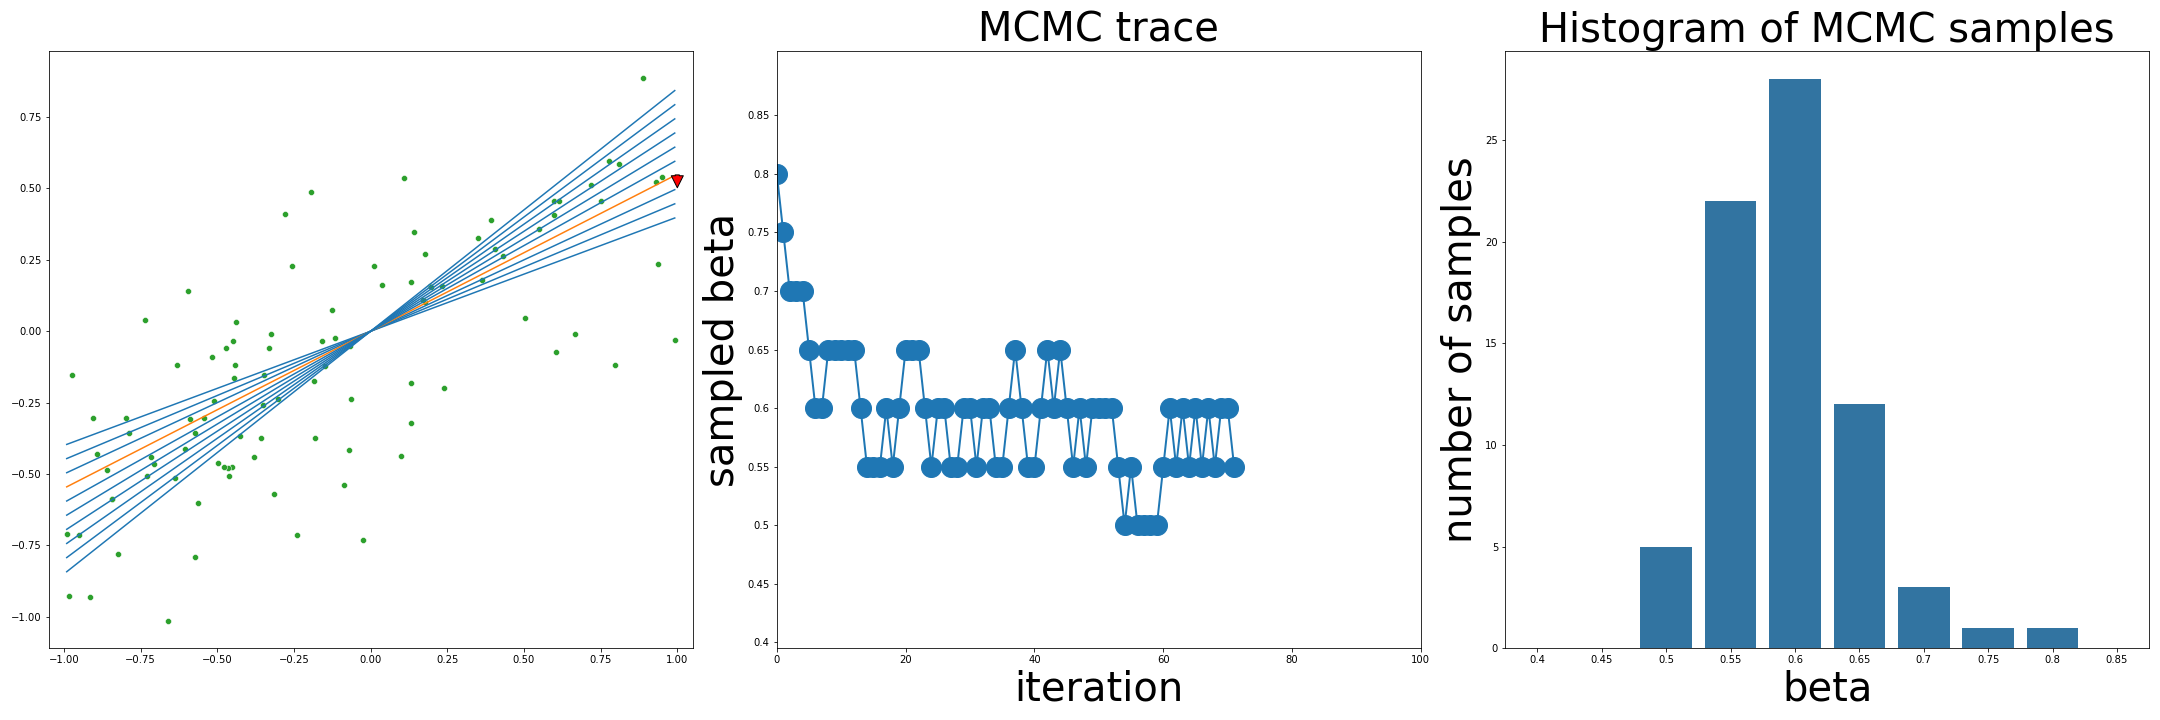 0.75
0.50
0.25
0.00
−0.25
−0.50
−0.75
−1.00
−1.00 −0.75 −0.50 −0.25 0.00 0.25 0.50 0.75 1.00
MCMC trace
sampled beta
0.85
0.8
0.75
0.7
0.65
0.6
0.55
0.5
0.45
0.4
0 20 40 60 80 100
iteration
Histogram of MCMC samples
number of samples
25
20
15
10
5
0
0.4 0.45 0.5 0.55 0.6 0.65 0.7 0.75 0.8 0.85
beta